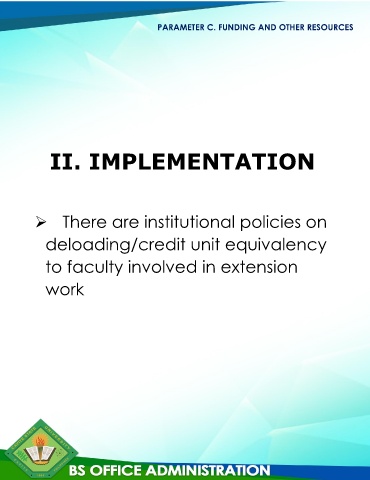 PARAMETER C. FUNDING AND OTHER RESOURCES
II. IMPLEMENTATION
➢ There are institutional policies on
deloading/credit unit equivalency
to faculty involved in extension
work
BS OFFICE ADMINISTRATION